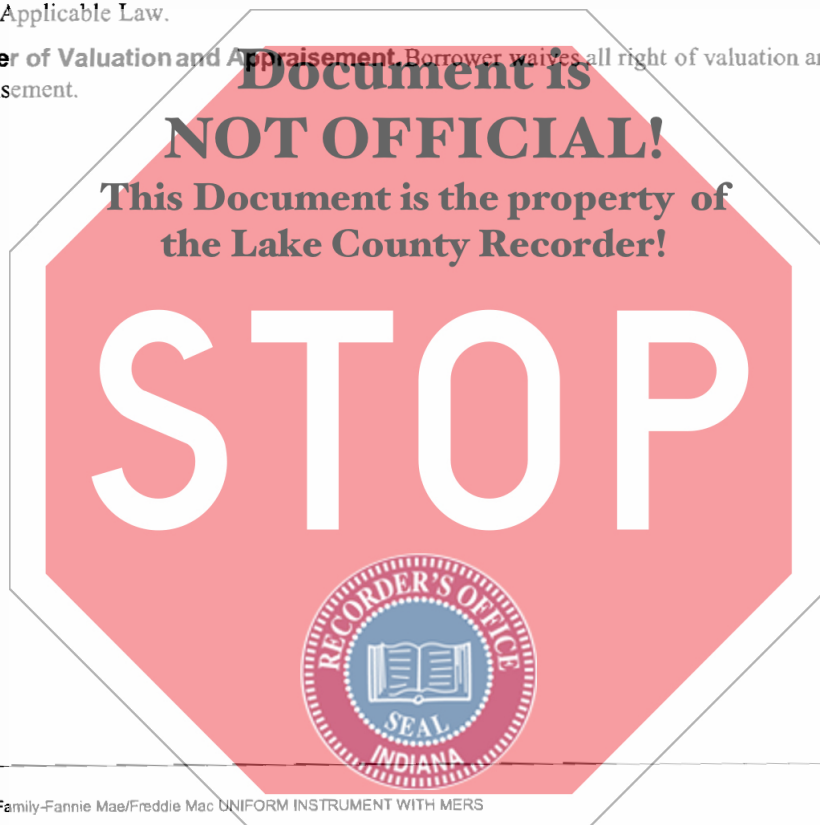 Applicable Law.
er of Valuation and Appraisement. Borrower waives all right of valuation a
sement.
Document is
NOT OFFICIAL!
This Document is the property of
the Lake County Recorder!
STOP
RECORDER'S OFFICE
SEAL
INDIANA
Family-Fannie Mae/Freddie Mac UNIFORM INSTRUMENT WITH MERS